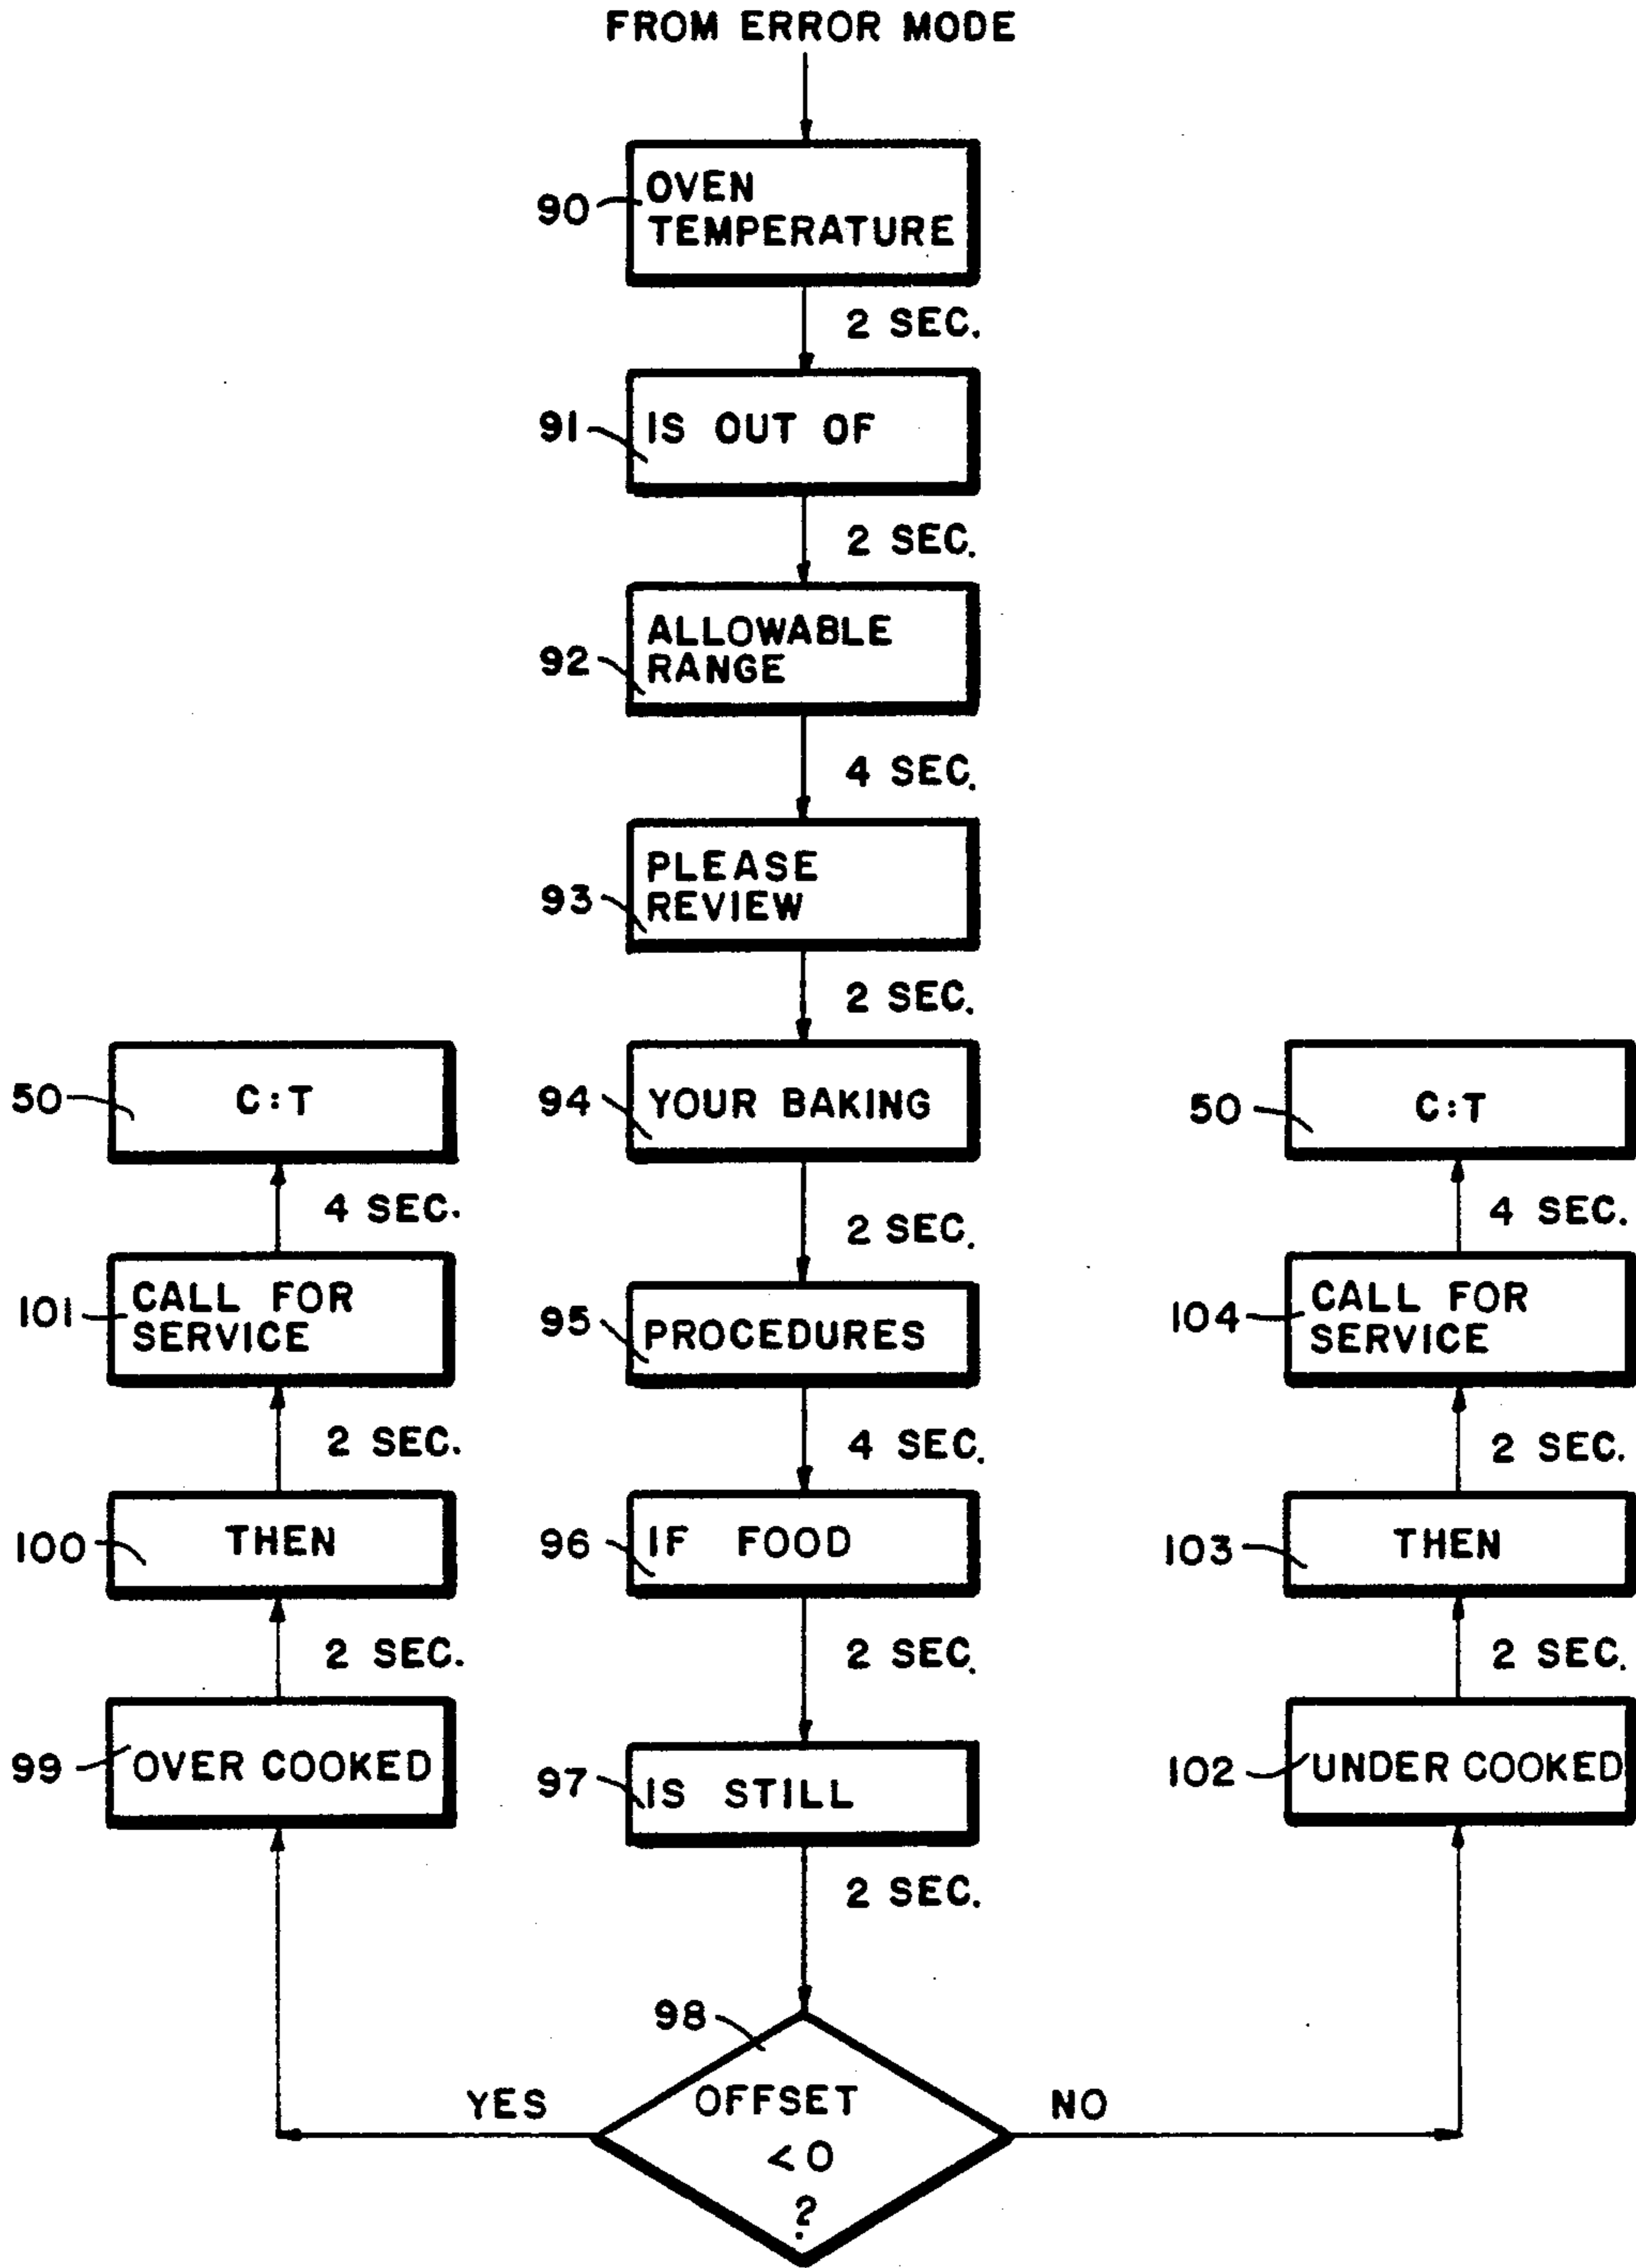 FROM ERROR MODE
90
OVEN
TEMPERATURE
2 SEC.
91
IS OUT OF
2 SEC.
92
ALLOWABLE
RANGE
4 SEC.
93
PLEASE
REVIEW
2 SEC.
94
YOUR BAKING
2 SEC.
95
PROCEDURES
4 SEC.
96
IF FOOD
2 SEC.
97
IS STILL
2 SEC.
98
OFFSET
<0
?
YES
NO
99
OVER COOKED
2 SEC.
100
THEN
2 SEC.
101
CALL FOR
SERVICE
4 SEC.
50
C:T
102
UNDER COOKED
2 SEC.
103
THEN
2 SEC.
104
CALL FOR
SERVICE
4 SEC.
50
C:T